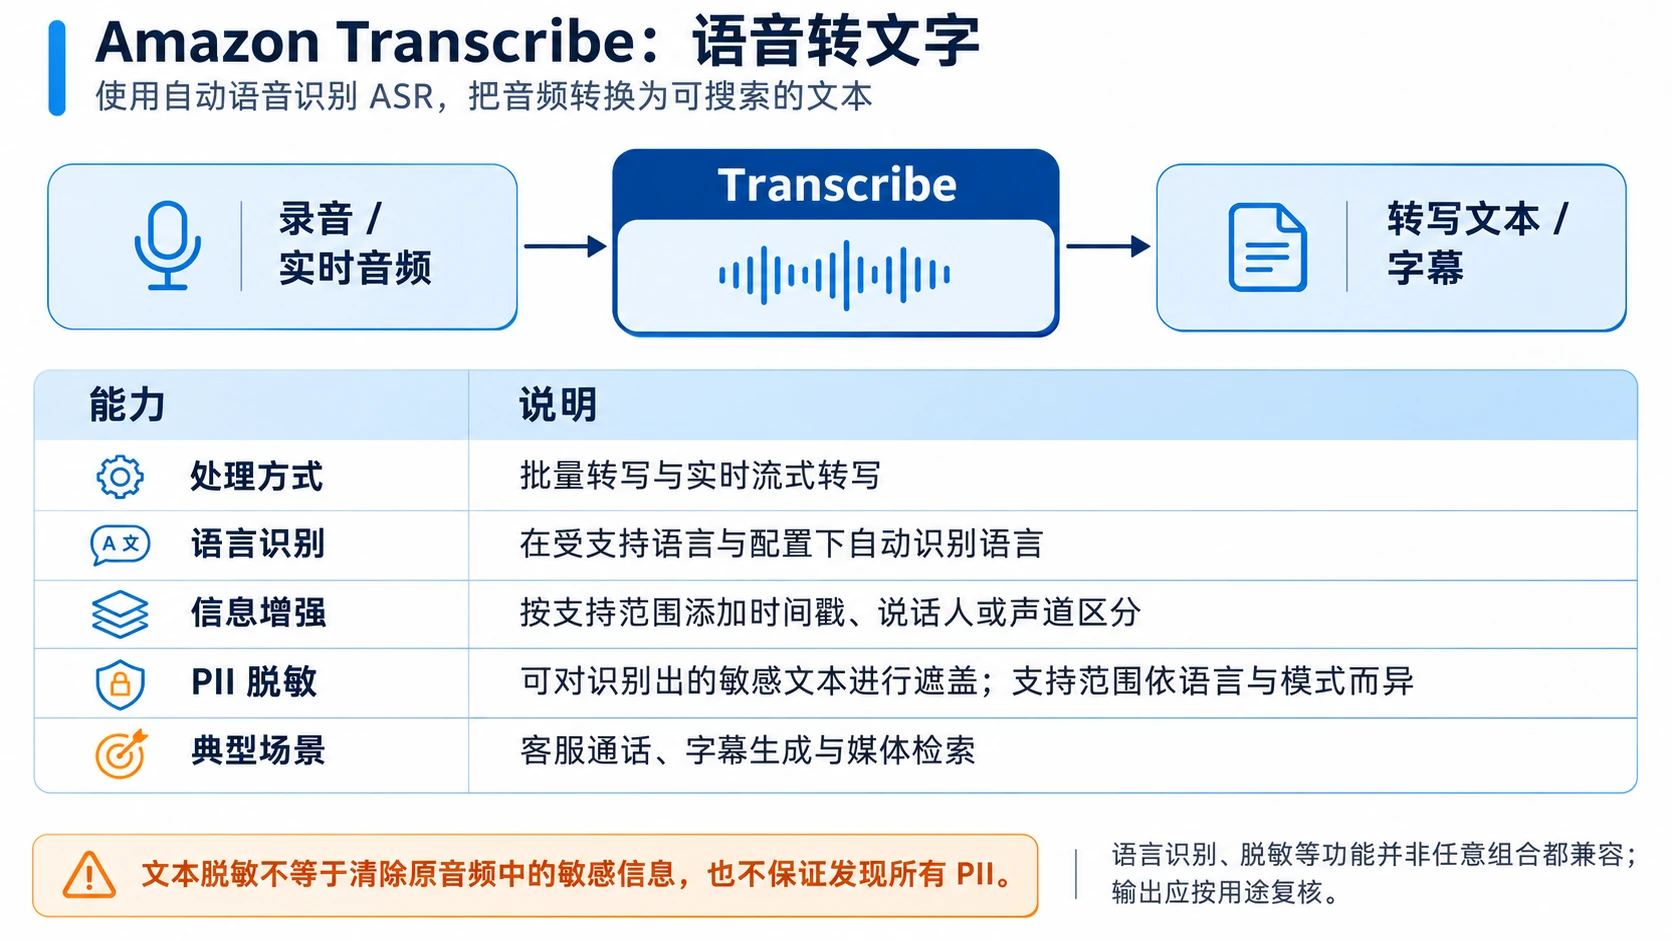 Amazon Transcribe：语音转文字
使用自动语音识别 ASR，把音频转换为可搜索的文本
录音 /
实时音频
Transcribe
转写文本 /
字幕
能力 说明
处理方式 批量转写与实时流式转写
A 文 语言识别 在受支持语言与配置下自动识别语言
信息增强 按支持范围添加时间戳、说话人或声道区分
PII 脱敏 可对识别出的敏感文本进行遮盖；支持范围依语言与模式而异
典型场景 客服通话、字幕生成与媒体检索
文本脱敏不等于清除原音频中的敏感信息，也不保证发现所有 PII。
语言识别、脱敏等功能并非任意组合都兼容；
输出应按用途复核。